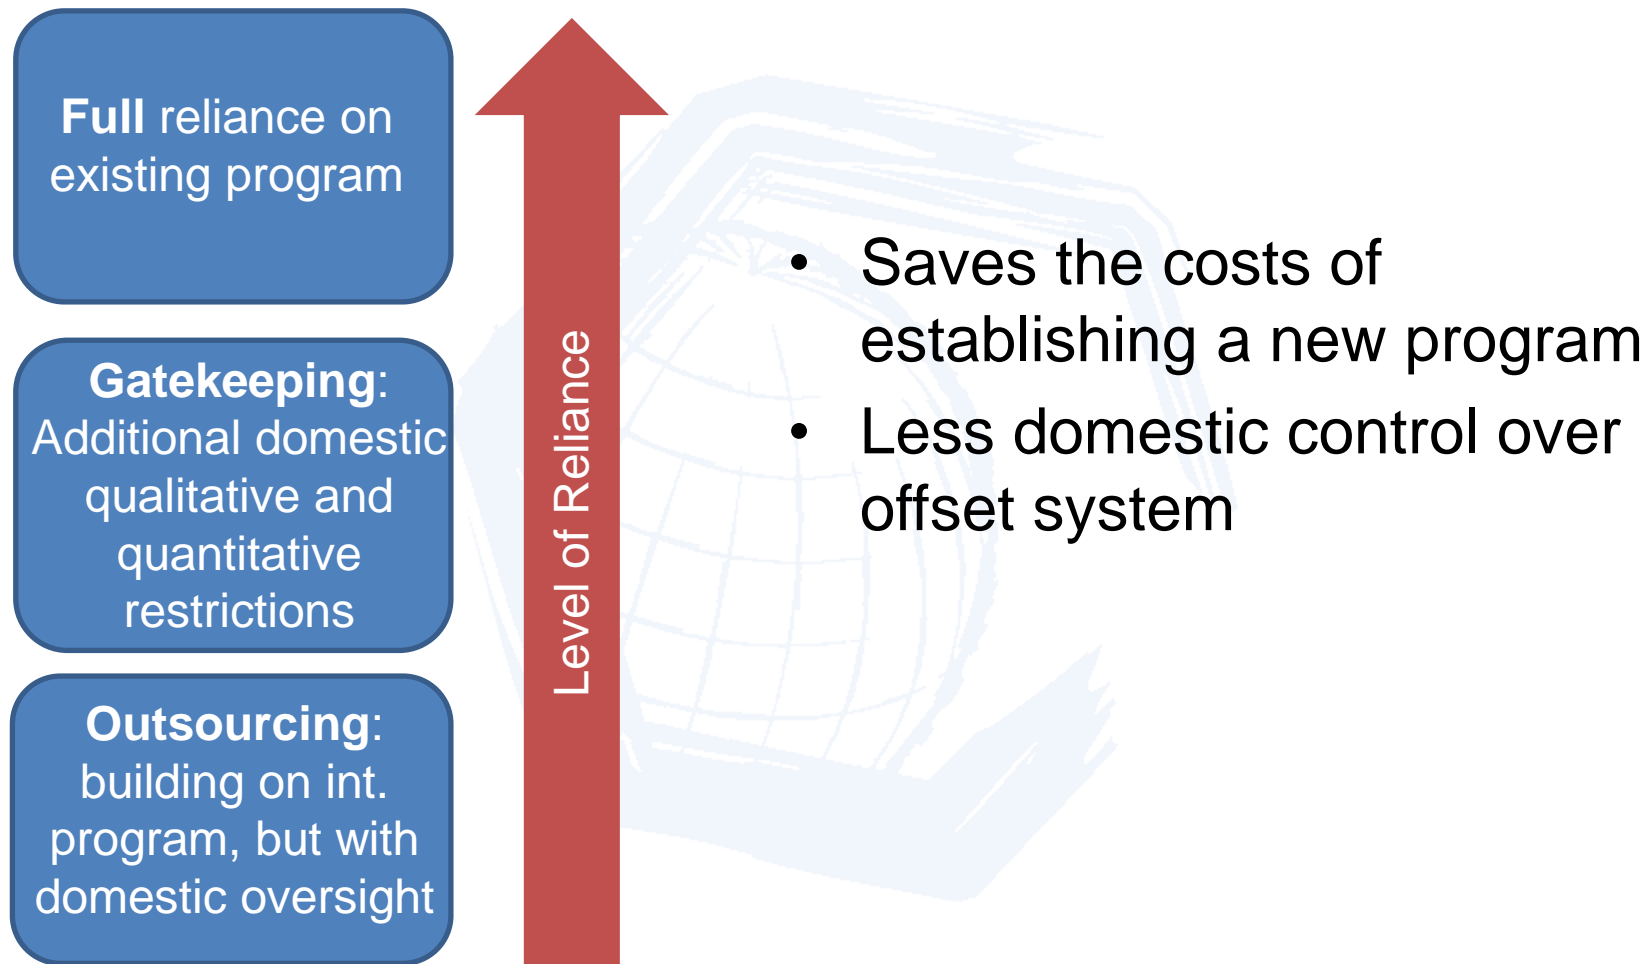 Full reliance on
existing program
Gatekeeping:
Additional domestic
qualitative and
quantitative
restrictions
Outsourcing:
building on int.
program, but with
domestic oversight
Level of Reliance
• Saves the costs of
establishing a new program
• Less domestic control over
offset system